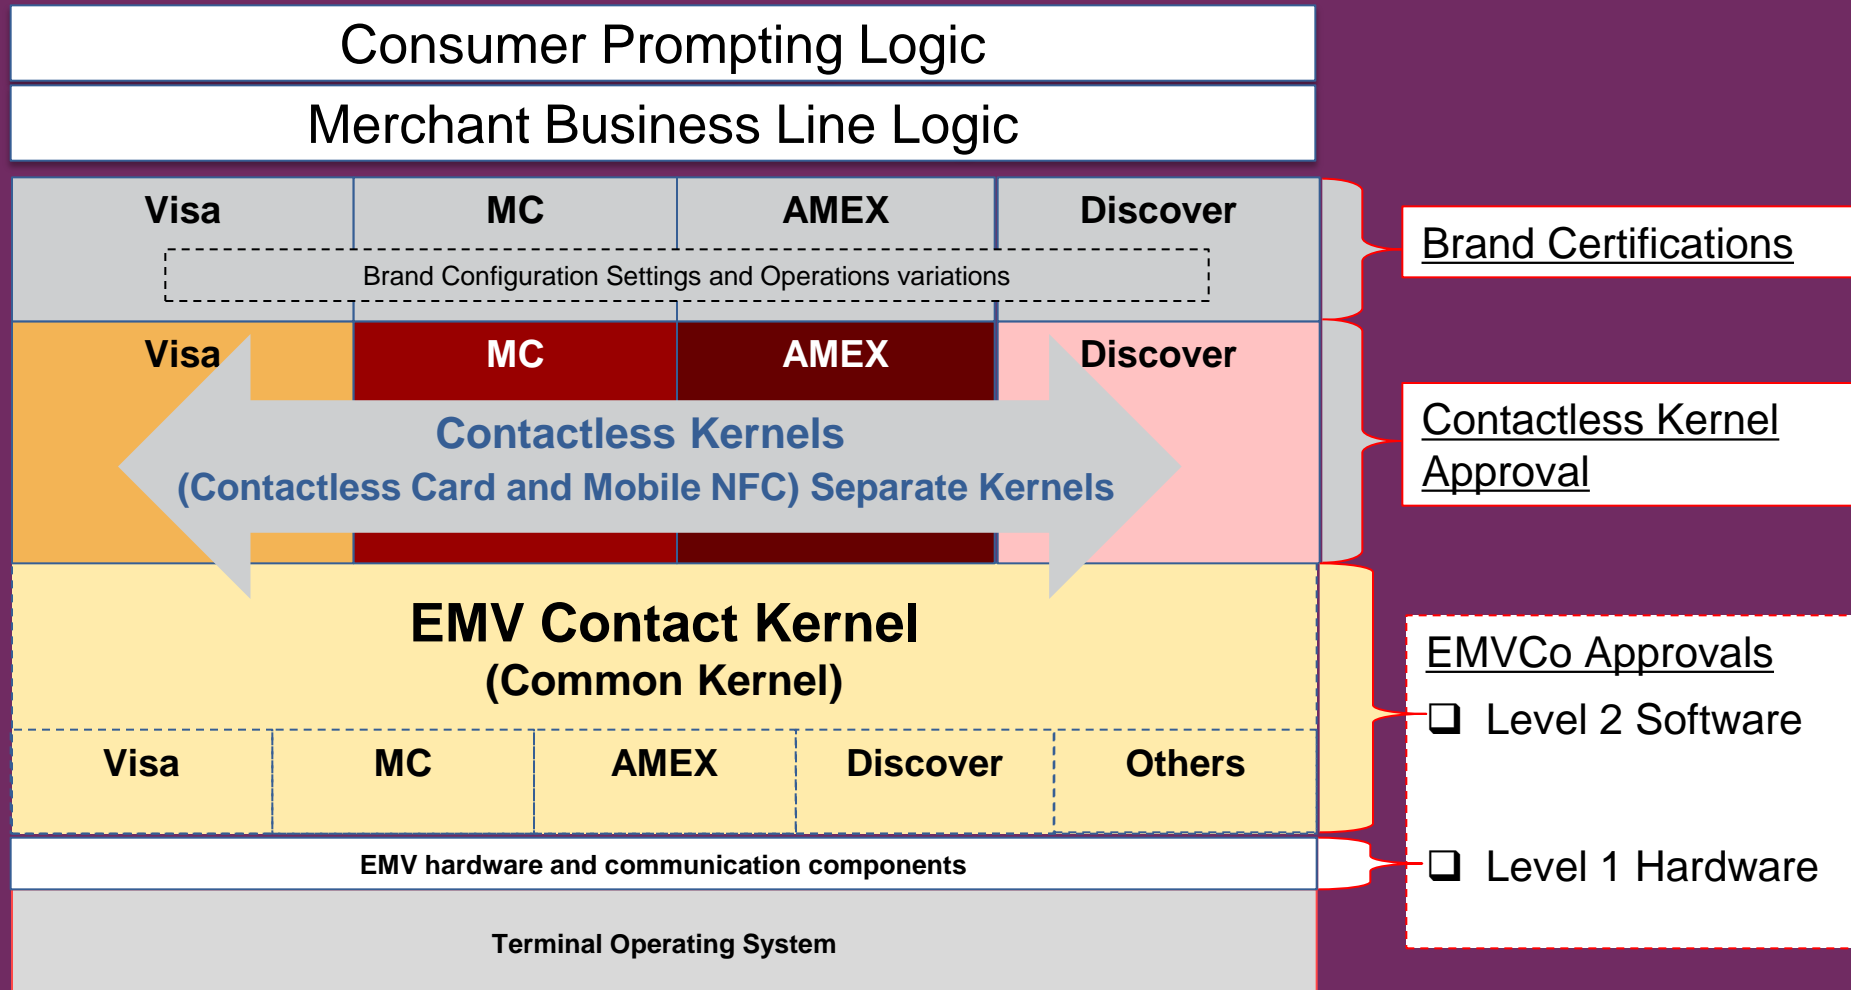 Consumer Prompting Logic
Merchant Business Line Logic
Visa MC AMEX Discover
Brand Configuration Settings and Operations variations
Brand Certifications
Visa MC AMEX Discover
Contactless Kernels
(Contactless Card and Mobile NFC) Separate Kernels
Contactless Kernel
Approval
EMV Contact Kernel
(Common Kernel)
Visa MC AMEX Discover Others
EMVCo Approvals
❑ Level 2 Software
❑ Level 1 Hardware
EMV hardware and communication components
Terminal Operating System